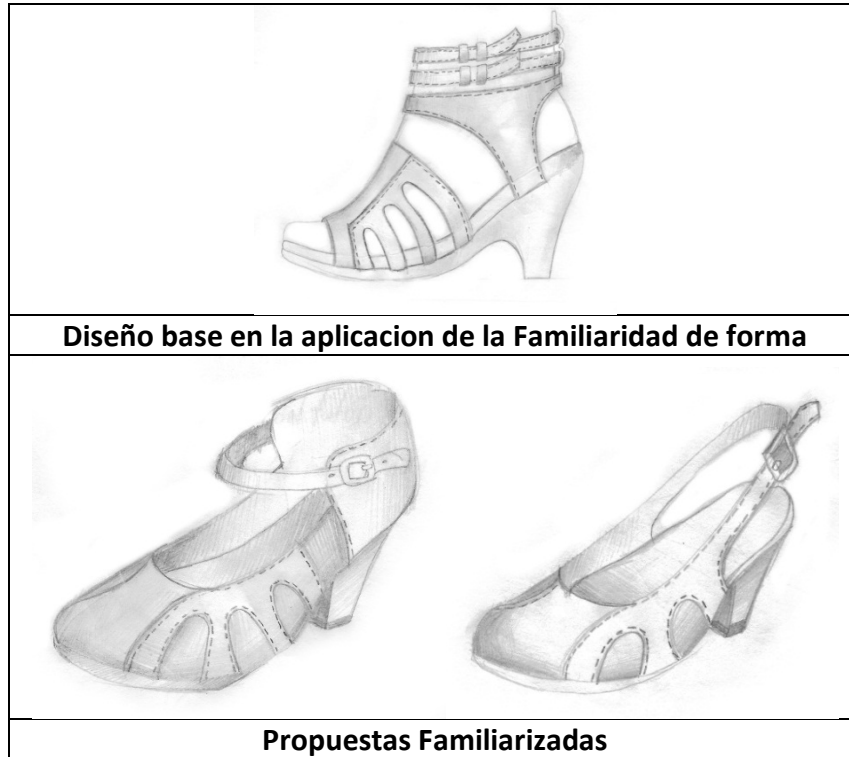 Diseño base en la aplicacion de la Familiaridad de forma
Propuestas Familiarizadas